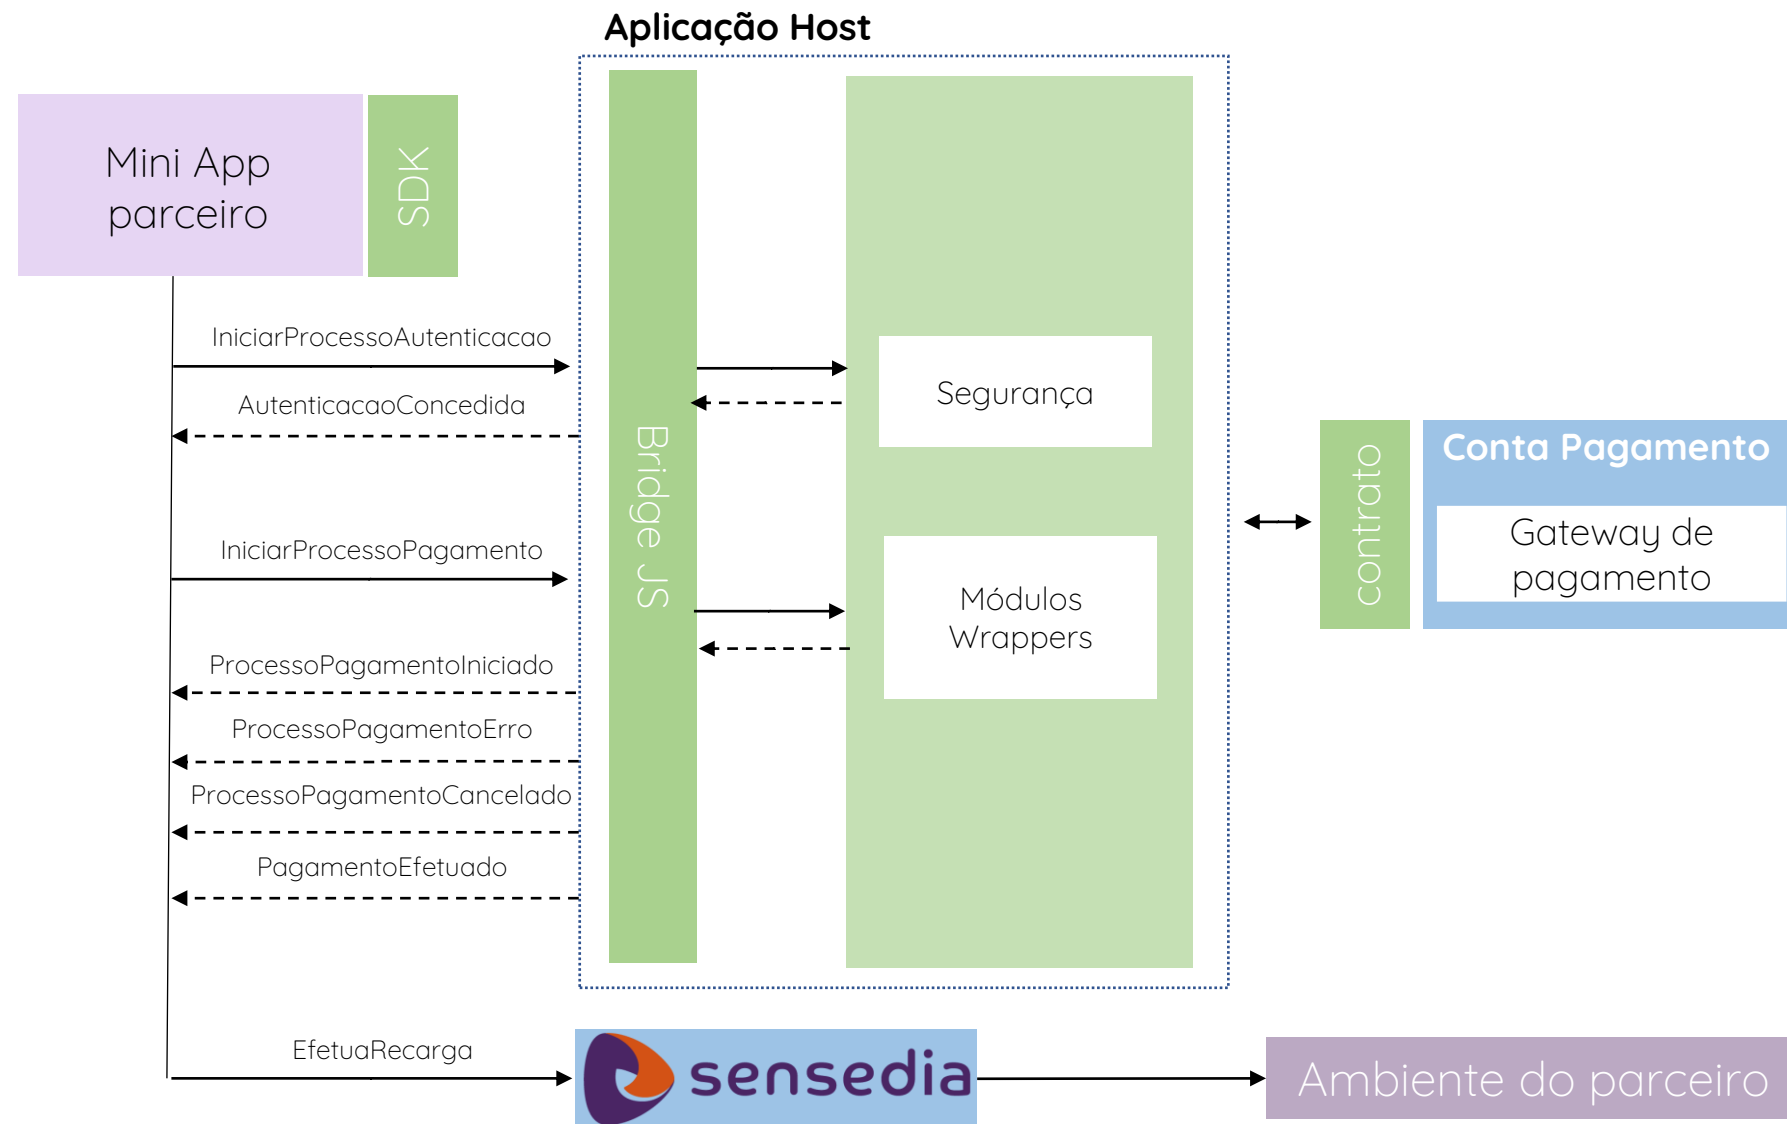 Aplicação Host
Mini App
parceiro
SDK
IniciarProcessoAutenticacao
AutenticacaoConcedida
IniciarProcessoPagamento
ProcessoPagamentoIniciado
ProcessoPagamentoErro
ProcessoPagamentoCancelado
PagamentoEfetuado
EfetuaRecarga
Bridge JS
Segurança
Módulos
Wrappers
contrato
Conta Pagamento
Gateway de
pagamento
sensedia
Ambiente do parceiro